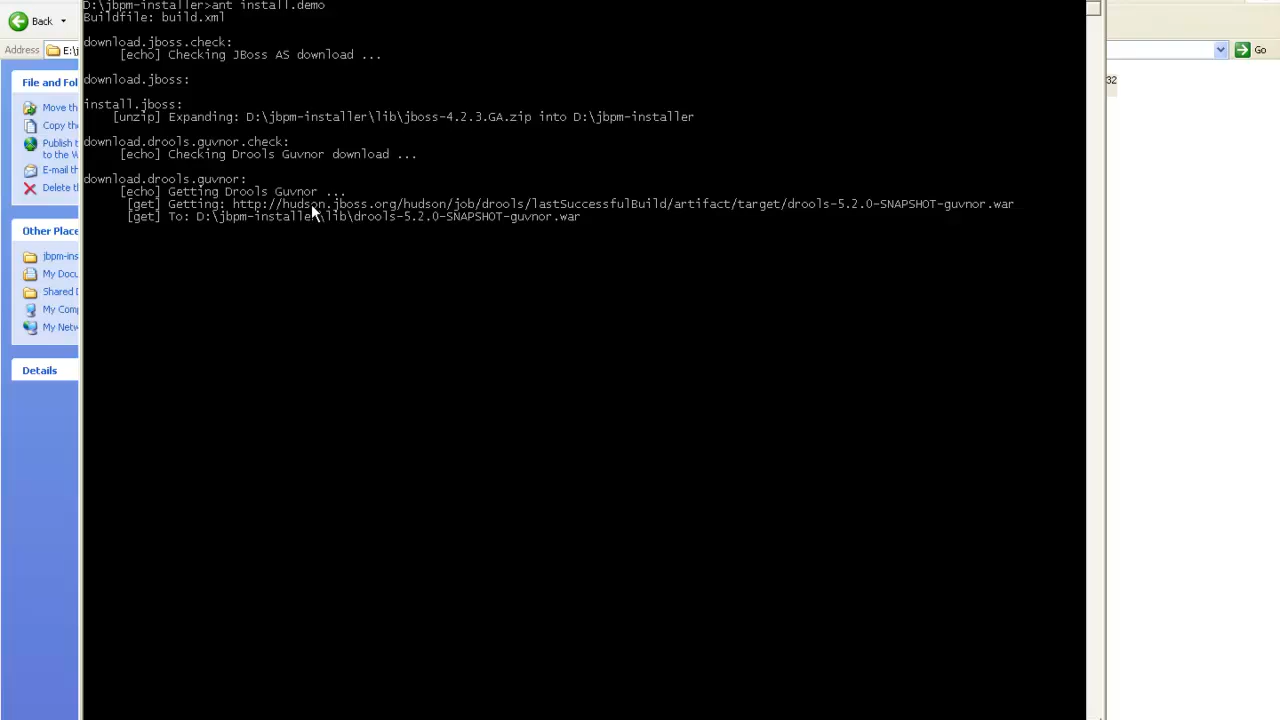 D:\jbpm-installer>ant install.demo
Buildfile: build.xml
download.jboss.check:
[echo] Checking JBoss AS download ...
download.jboss:
install.jboss:
[unzip] Expanding: D:\jbpm-installer\lib\jboss-4.2.3.GA.zip into D:\jbpm-installer
download.drools.guvnor.check:
[echo] Checking Drools Guvnor download ...
download.drools.guvnor:
[echo] Getting Drools Guvnor ...
[get] Getting: http://hudson.jboss.org/hudson/job/drools/lastSuccessfulBuild/artifact/target/drools-5.2.0-SNAPSHOT-guvnor.war
[get] To: D:\jbpm-installer\lib\drools-5.2.0-SNAPSHOT-guvnor.war
Back
Address E:\j
Go
32
File and Fol
Move th
Copy the
Publish t
to the W
E-mail th
Delete th
Other Place
jbpm-ins
My Docu
Shared D
My Comp
My Netw
Details